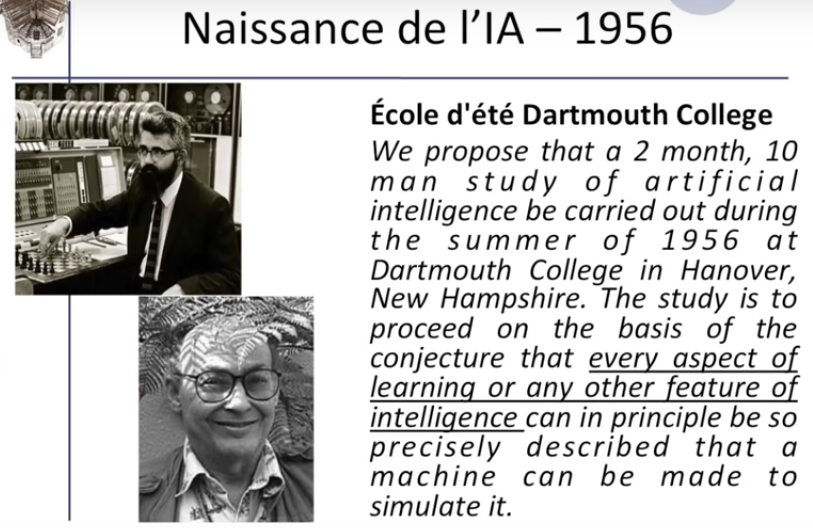 Naissance de l'IA – 1956
École d'été Dartmouth College
We propose that a 2 month, 10
man study of artificial
intelligence be carried out during
the summer of 1956 at
Dartmouth College in Hanover,
New Hampshire. The study is to
proceed on the basis of the
conjecture that every aspect of
learning or any other feature of
intelligence can in principle be so
precisely described that a
machine can be made to
simulate it.